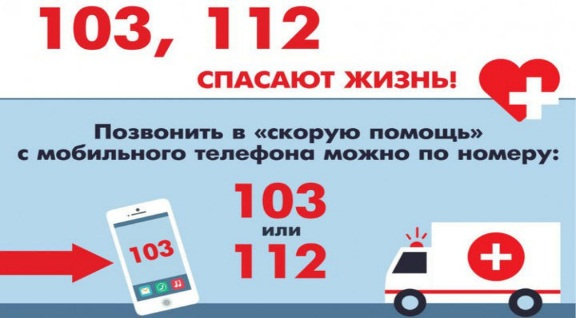 103, 112
СПАСАЮТ ЖИЗНЬ!
Позвонить в «скорую помощь»
с мобильного телефона можно по номеру:
103
или
112
103